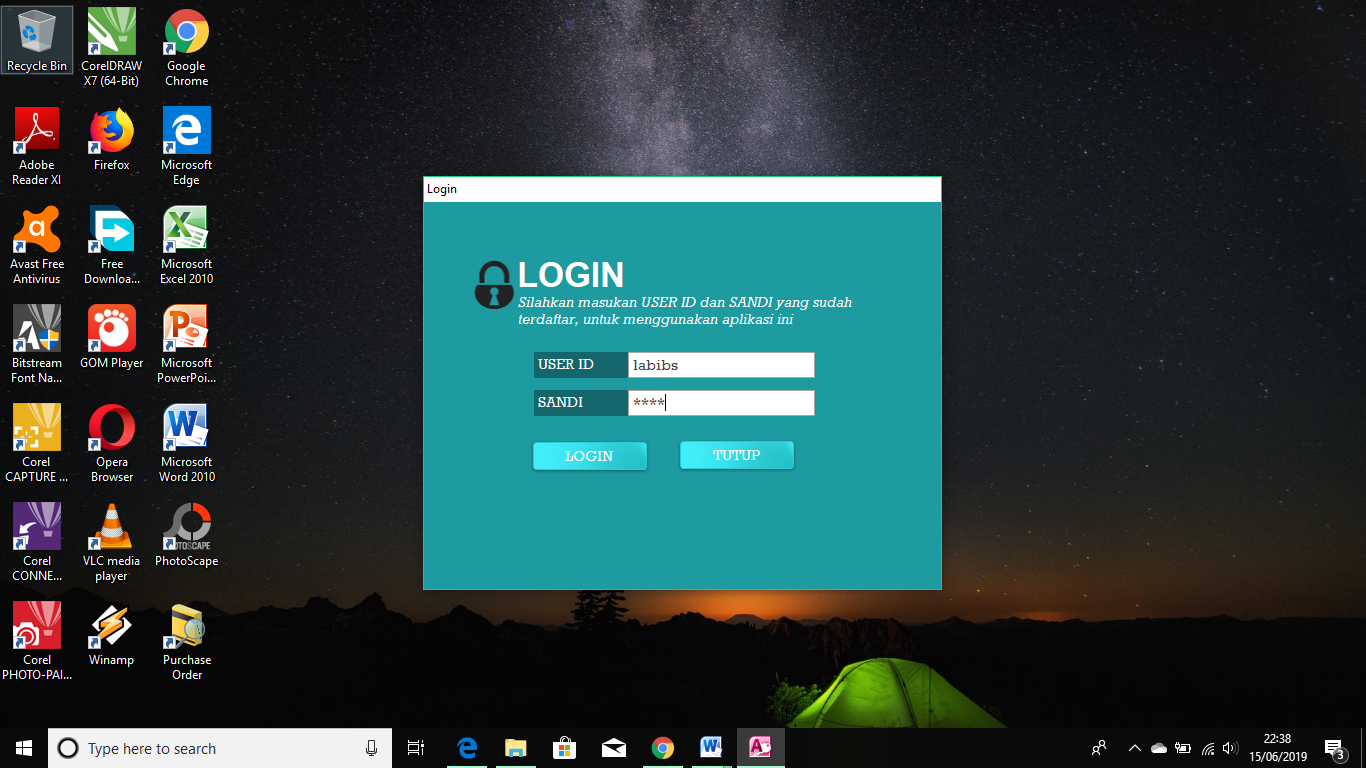 Recycle Bin
CorelDRAW
X7 (64-Bit)
Google
Chrome
Adobe
Reader XI
Firefox
Microsoft
Edge
Avast Free
Antivirus
Free
Downloa...
Microsoft
Excel 2010
Bitstream
Font Na...
GOM Player
Microsoft
PowerPoi...
Corel
CAPTURE ...
Opera
Browser
Microsoft
Word 2010
Corel
CONNE...
VLC media
player
PHOTOSCAPE
PhotoScape
Corel
PHOTO-PAI...
Winamp
Purchase
Order
Login
LOGIN
Silahkan masukan USER ID dan SANDI yang sudah
terdaftar, untuk menggunakan aplikasi ini
USER ID labibs
SANDI ****
LOGIN TUTUP
Type here to search
22:38
15/06/2019
3